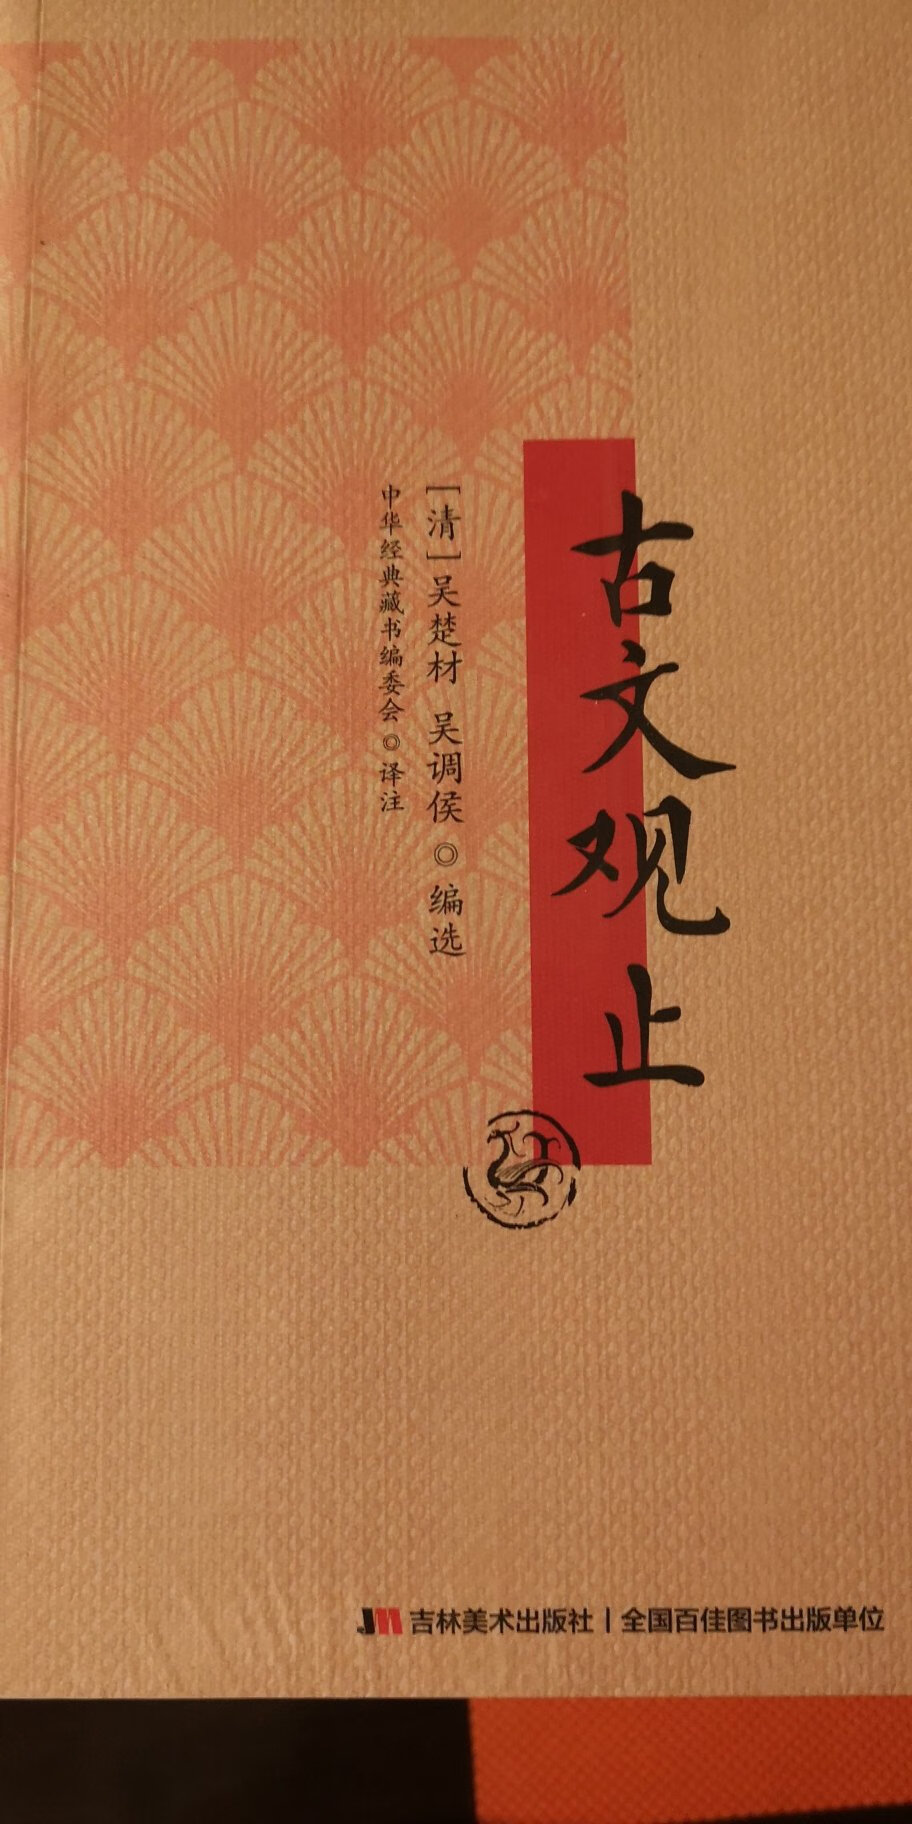 古文观止
[清]吴楚材 吴调侯◎编选
中华经典藏书编委会◎译注
吉林美术出版社|全国百佳图书出版单位